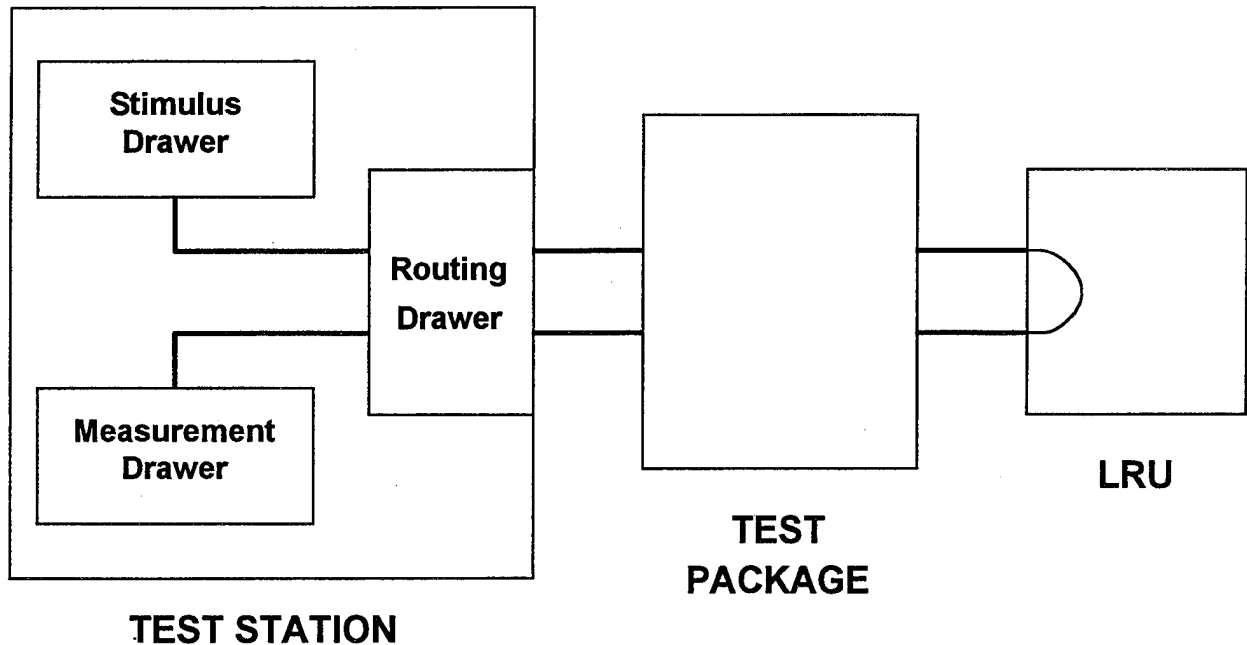 Stimulus
Drawer
Routing
Drawer
Measurement
Drawer
LRU
TEST
PACKAGE
TEST STATION